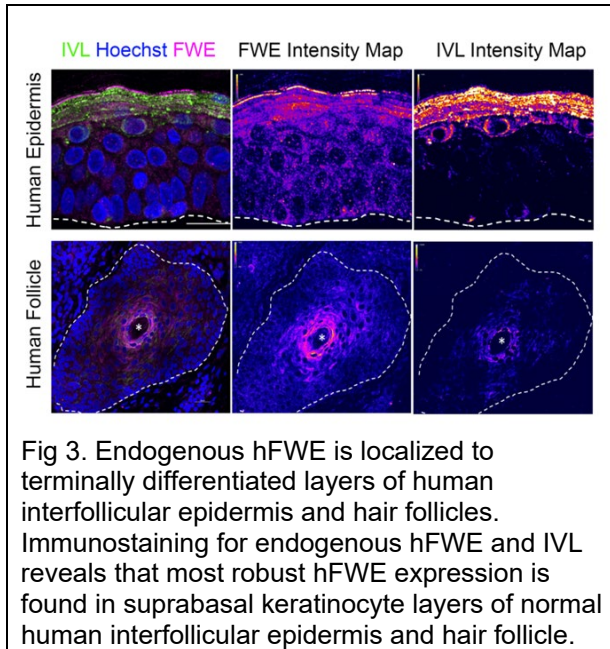 IVL Hoechst FWE FWE Intensity Map IVL Intensity Map
Human Epidermis
Human Follicle
* * *
Fig 3. Endogenous hFWE is localized to
terminally differentiated layers of human
interfollicular epidermis and hair follicles.
Immunostaining for endogenous hFWE and IVL
reveals that most robust hFWE expression is
found in suprabasal keratinocyte layers of normal
human interfollicular epidermis and hair follicle.